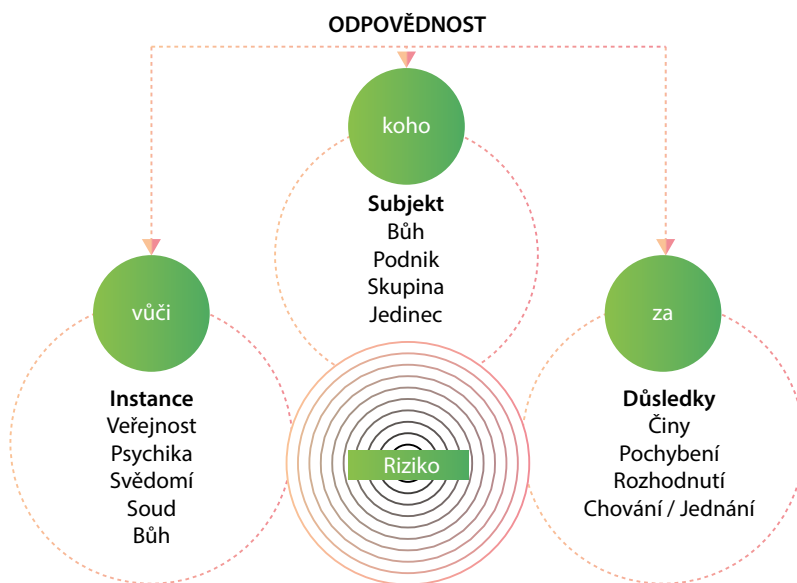 ODPOVĚDNOST
koho
Subjekt
Bůh
Podnik
Skupina
Jedinec
vůči
Instance
Veřejnost
Psychika
Svědomí
Soud
Bůh
za
Důsledky
Činy
Pochybení
Rozhodnutí
Chování / Jednání
Riziko